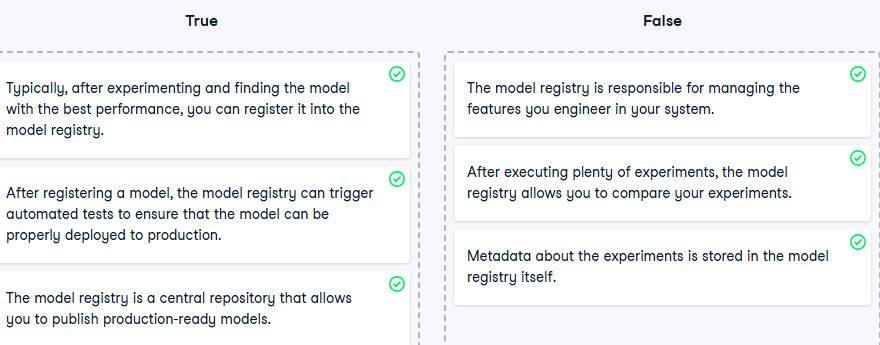 True
Typically, after experimenting and finding the model
with the best performance, you can register it into the
model registry.
After registering a model, the model registry can trigger
automated tests to ensure that the model can be
properly deployed to production.
The model registry is a central repository that allows
you to publish production-ready models.
False
The model registry is responsible for managing the
features you engineer in your system.
After executing plenty of experiments, the model
registry allows you to compare your experiments.
Metadata about the experiments is stored in the model
registry itself.